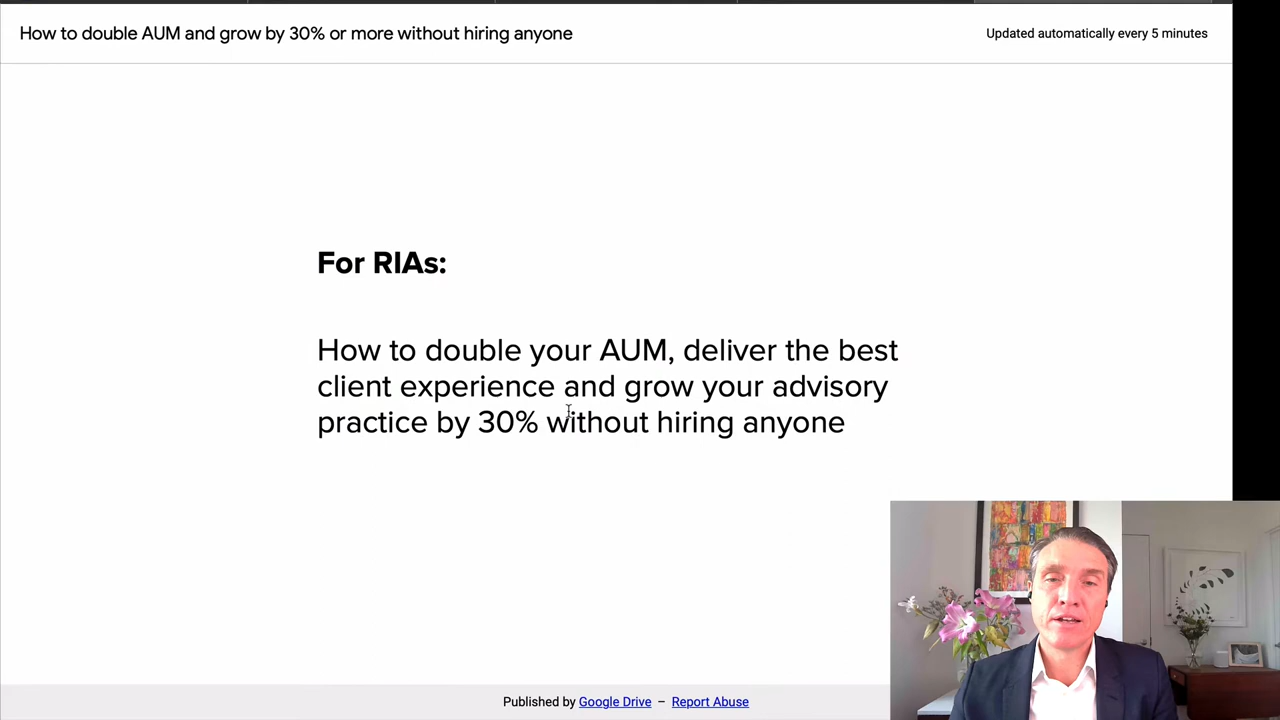 How to double AUM and grow by 30% or more without hiring anyone
Updated automatically every 5 minutes
For RIAs:
How to double your AUM, deliver the best
client experience and grow your advisory
practice by 30% without hiring anyone
Published by Google Drive – Report Abuse